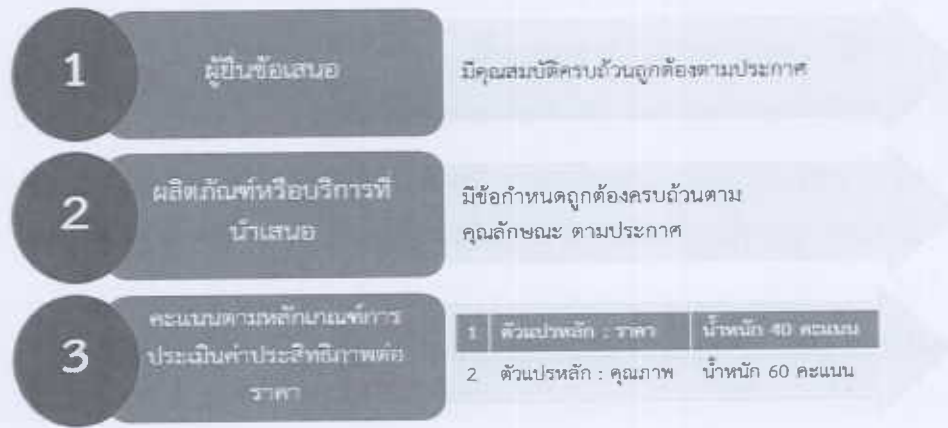 1
ผู้ยื่นข้อเสนอ
มีคุณสมบัติครบถ้วนถูกต้องตามประกาศ
2
ผลิตภัณฑ์หรือบริการที่
นำเสนอ
มีข้อกำหนดถูกต้องครบถ้วนตาม
คุณลักษณะ ตามประกาศ
3
คะแนนตามหลักเกณฑ์การ
ประเมินค่าประสิทธิภาพต่อ
ราคา
1 ตัวแปรหลัก : ราคา น้ำหนัก 40 คะแนน
2 ตัวแปรหลัก : คุณภาพ น้ำหนัก 60 คะแนน